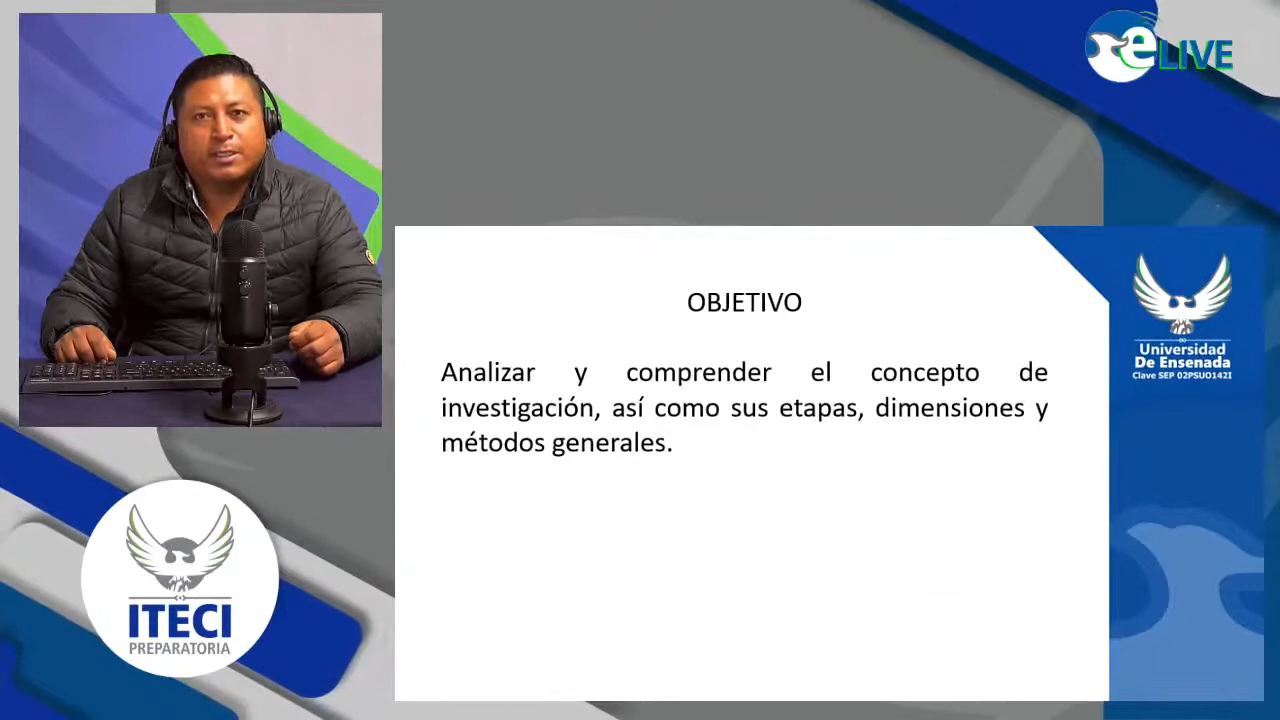 eLIVE
OBJETIVO
Analizar y comprender el concepto de
investigación, así como sus etapas, dimensiones y
métodos generales.
Universidad
De Ensenada
Clave SEP 02PSU0142I
ITECI
PREPARATORIA